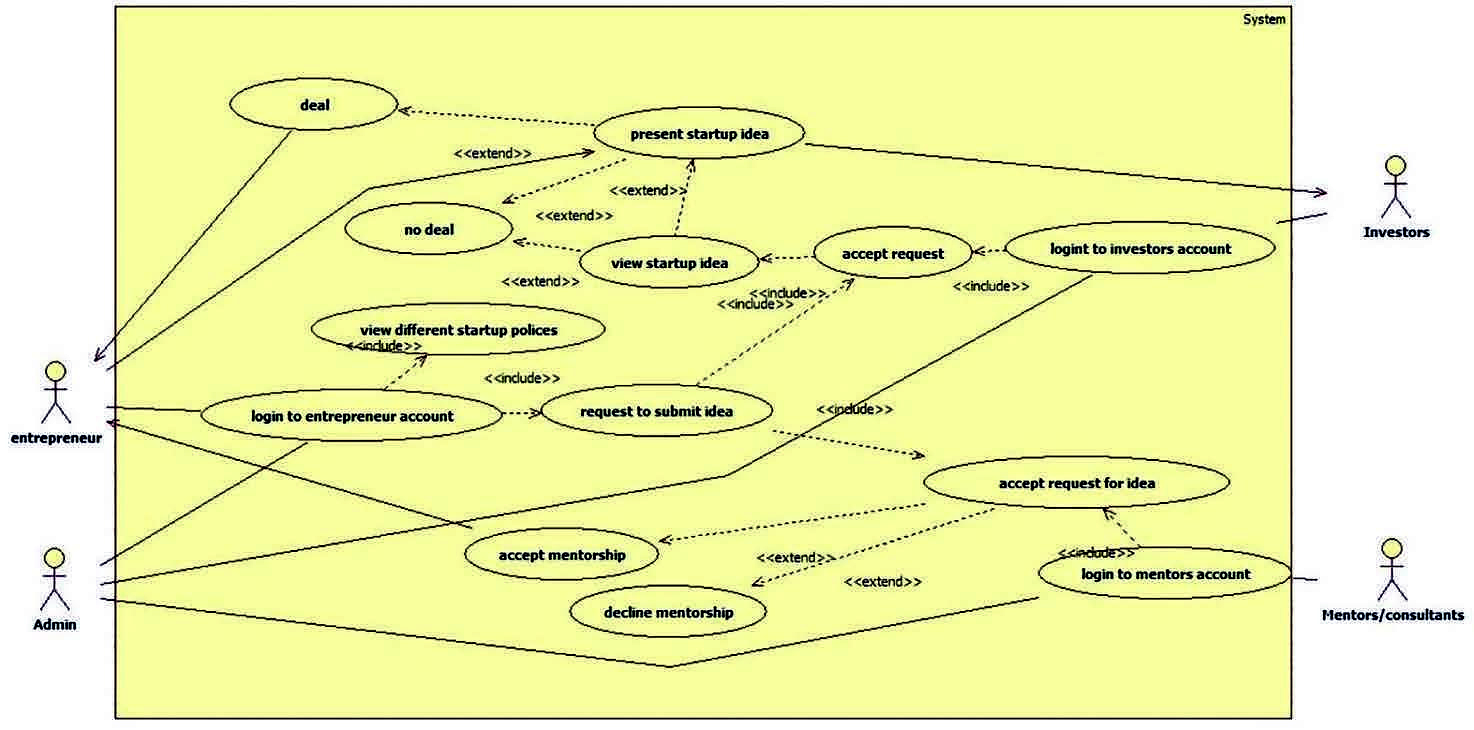 System
deal
present startup idea
<<extend>>
<<extend>>
<<extend>>
no deal
Investors
accept request
logint to investors account
view startup idea
<<extend>>
<<include>>
<<include>>
<<include>>
view different startup polices
<<include>>
<<include>>
login to entrepreneur account
request to submit idea
<<include>>
entrepreneur
accept request for idea
accept mentorship
<<extend>>
<<include>>
<<extend>>
login to mentors account
decline mentorship
Admin
Mentors/consultants